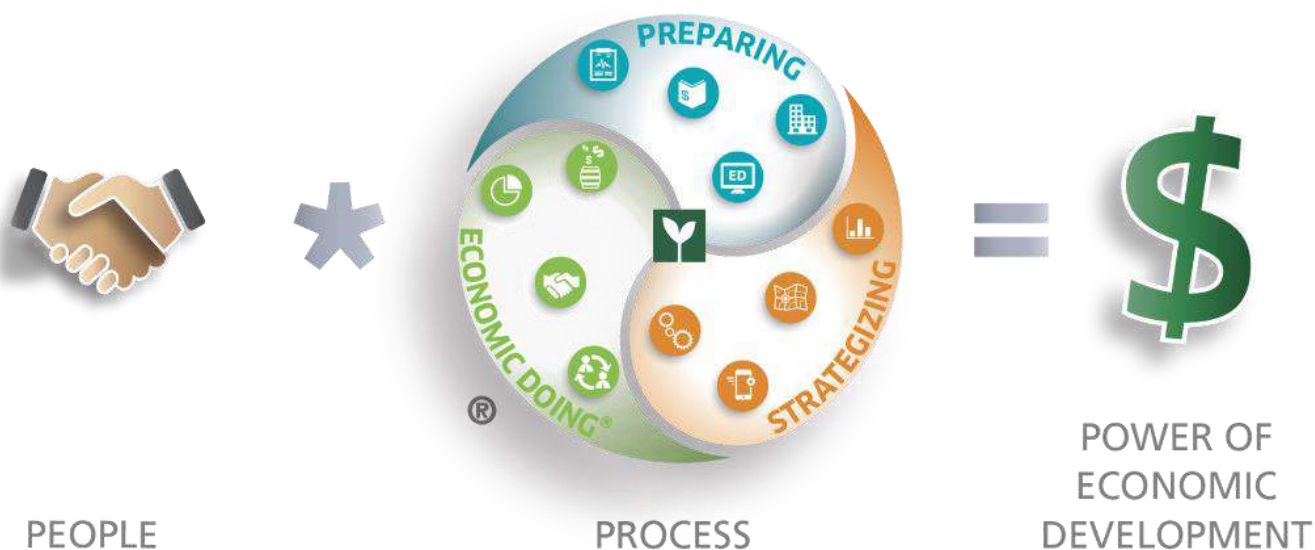 PREPARING
$
$
ED
*
=
$
ECONOMIC DOING®
STRATEGIZING
®
POWER OF
ECONOMIC
PEOPLE
PROCESS
DEVELOPMENT